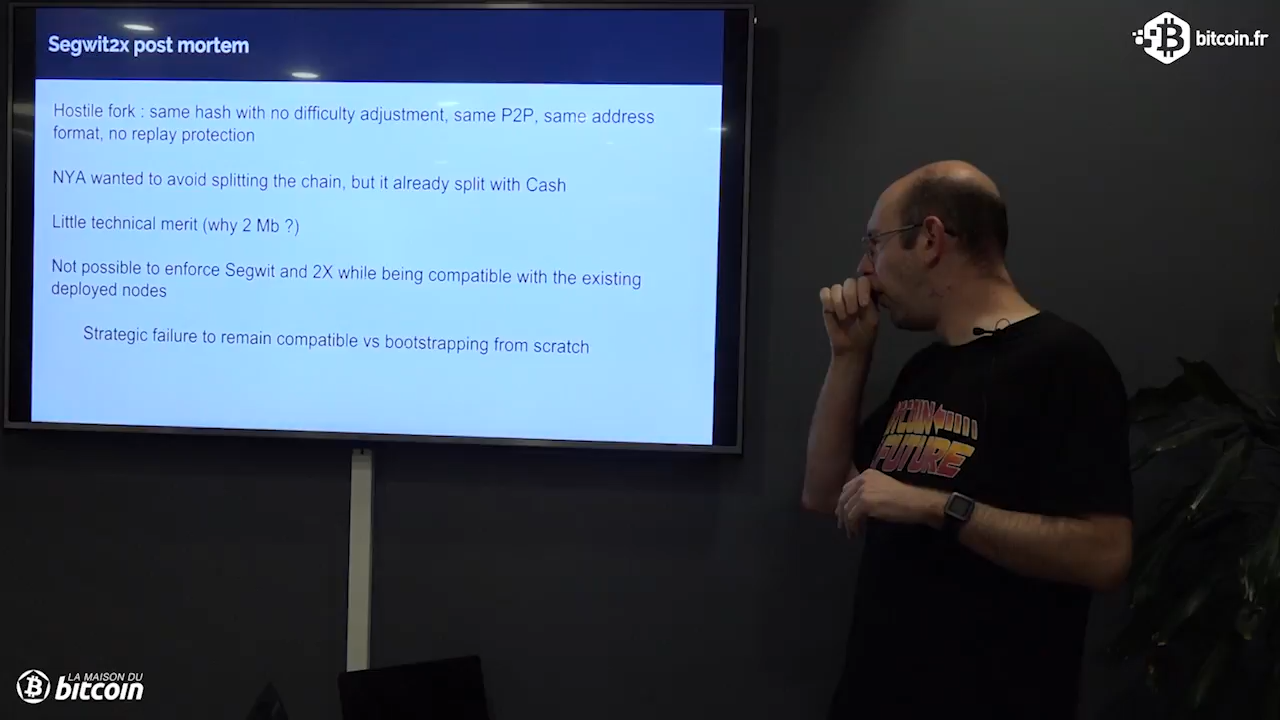 Segwit2x post mortem
Hostile fork : same hash with no difficulty adjustment, same P2P, same address
format, no replay protection
NYA wanted to avoid splitting the chain, but it already split with Cash
Little technical merit (why 2 Mb ?)
Not possible to enforce Segwit and 2X while being compatible with the existing
deployed nodes
Strategic failure to remain compatible vs bootstrapping from scratch
bitcoin.fr
FUTURE
LA MAISON DU
bitcoin